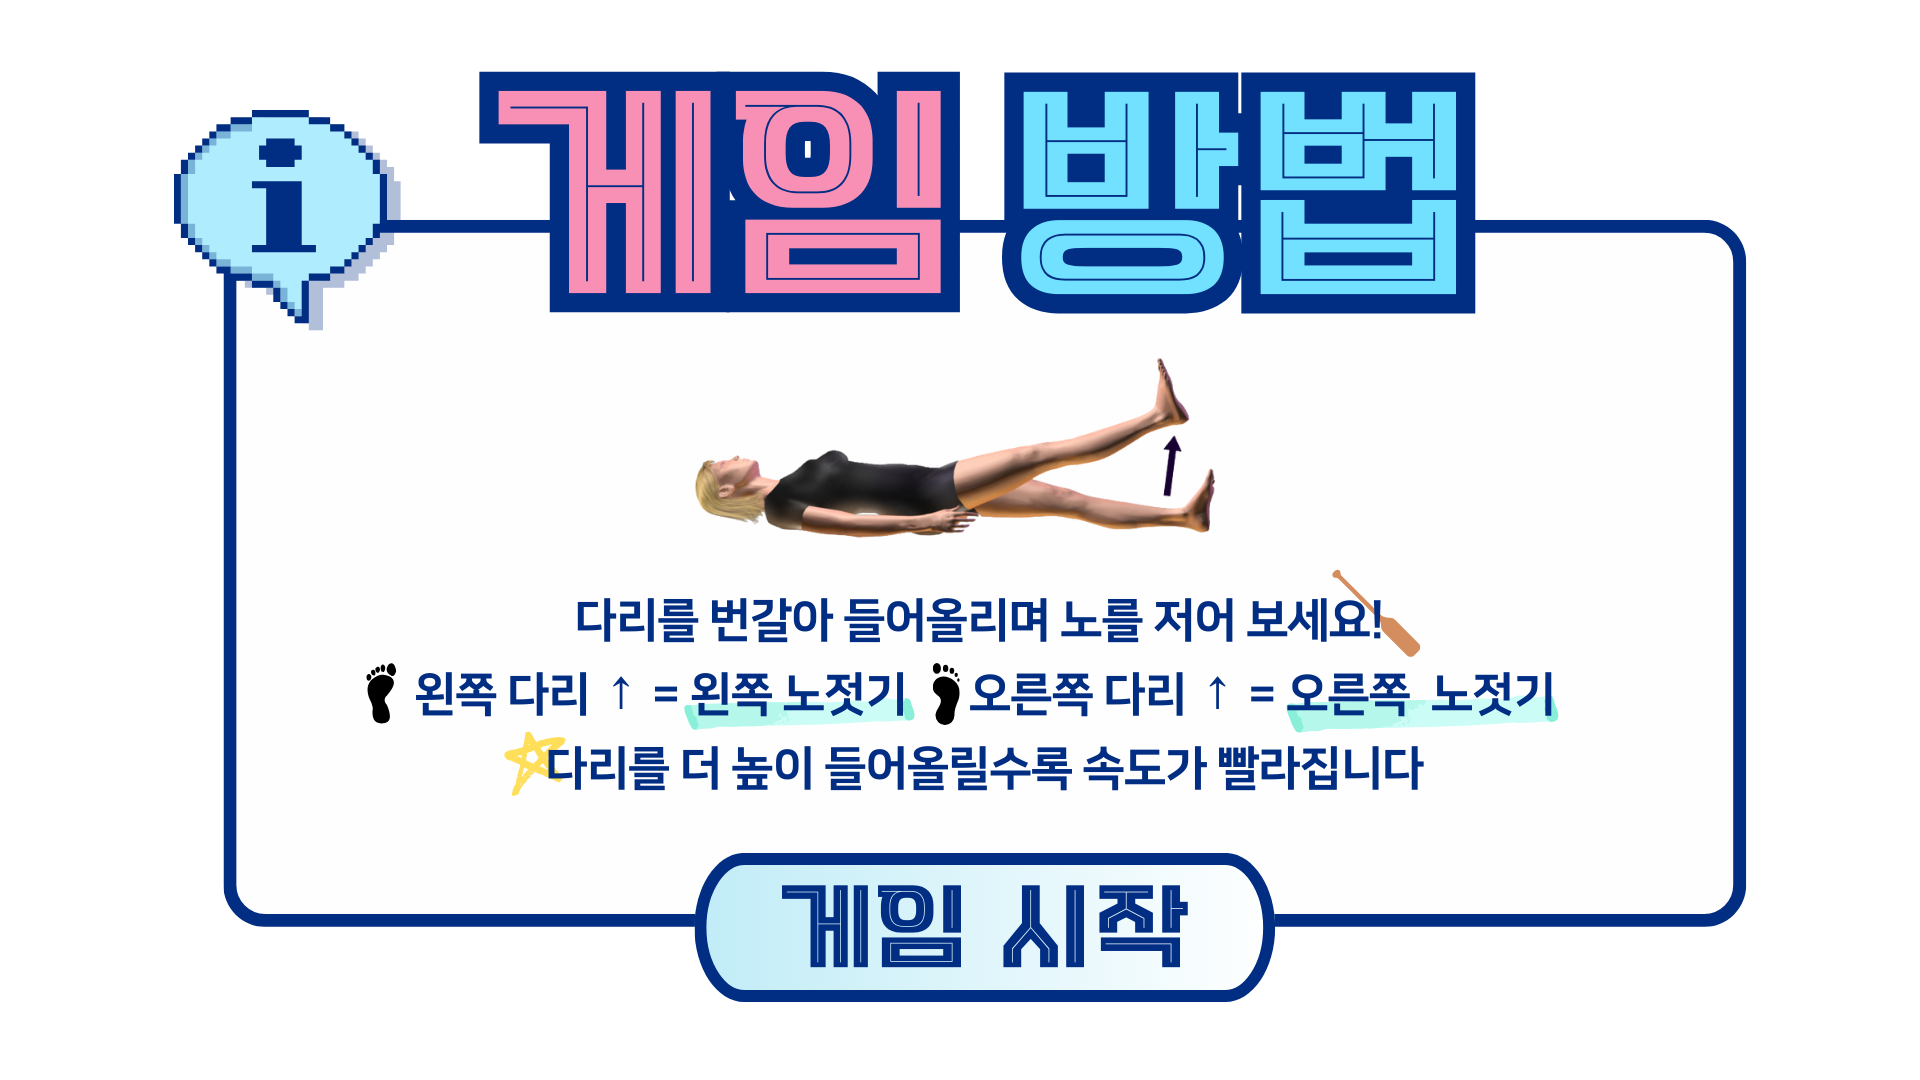 i
게임 방법
다리를 번갈아 들어올리며 노를 저어 보세요!
왼쪽 다리 ↑ = 왼쪽 노젓기 오른쪽 다리 ↑ = 오른쪽 노젓기
다리를 더 높이 들어올릴수록 속도가 빨라집니다
게임 시작